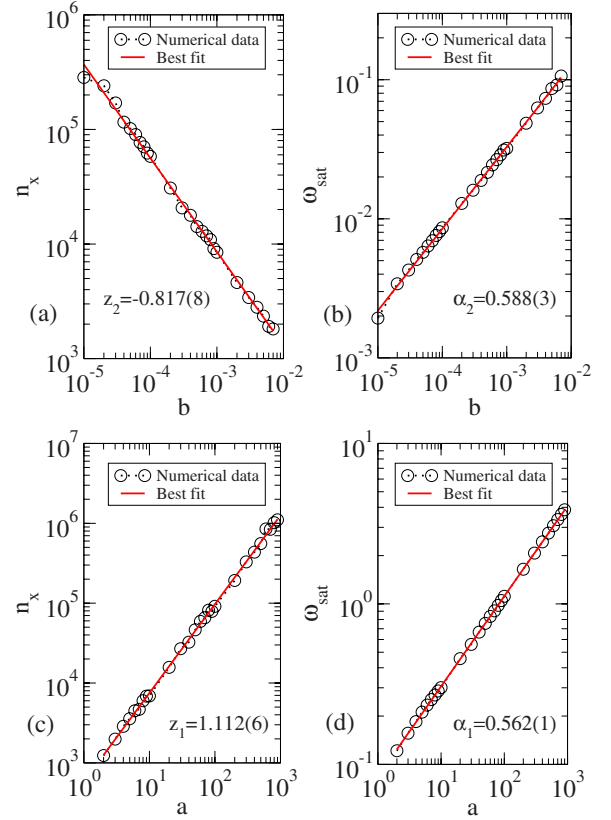 10^6
10^5
10^4
10^3
n_x
Numerical data
Best fit
(a)
z_2=-0.817(8)
10^-5
10^-4
10^-3
10^-2
b
10^-1
10^-2
10^-3
ω_sat
Numerical data
Best fit
(b)
α_2=0.588(3)
10^-5
10^-4
10^-3
10^-2
b
10^7
10^6
10^5
10^4
10^3
n_x
Numerical data
Best fit
(c)
z_1=1.112(6)
10^0
10^1
10^2
10^3
a
10^1
10^0
10^-1
ω_sat
Numerical data
Best fit
(d)
α_1=0.562(1)
10^0
10^1
10^2
10^3
a